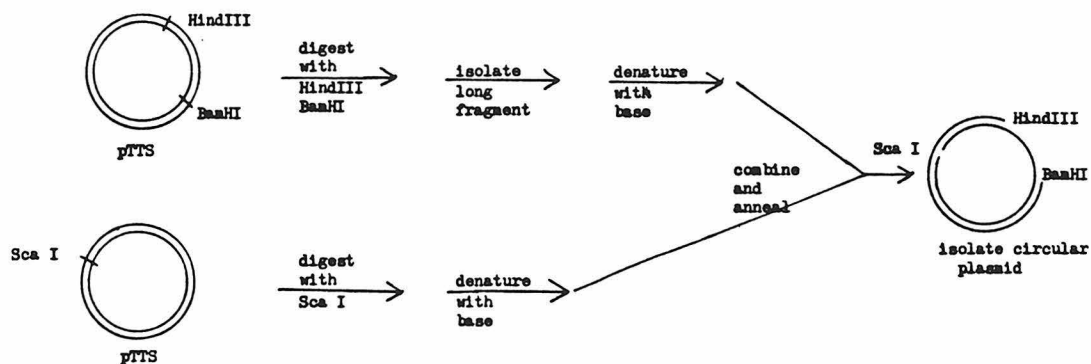 HindIII
BamHI
pTTS
digest
with
HindIII
BamHI
isolate
long
fragment
denature
with
base
Sca I
pTTS
digest
with
Sca I
denature
with
base
combine
and
anneal
Sca I
HindIII
BamHI
isolate circular
plasmid